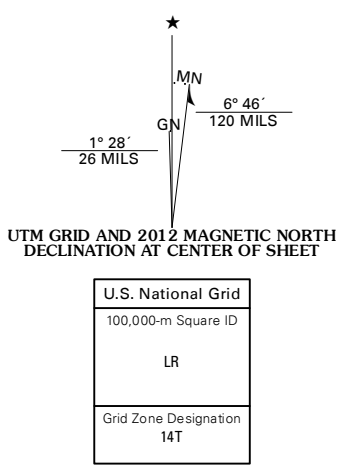 ★
MN
6° 46´
120 MILS
GN
1° 28´
26 MILS
UTM GRID AND 2012 MAGNETIC NORTH
DECLINATION AT CENTER OF SHEET
U.S. National Grid
100,000-m Square ID
LR
Grid Zone Designation
14T